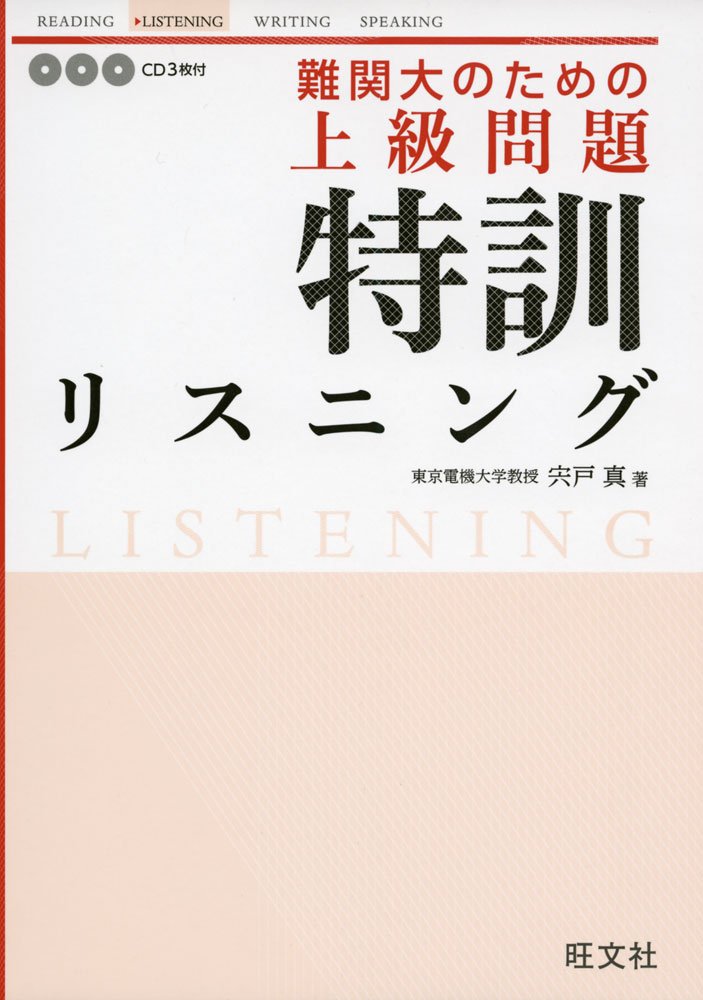 READING ▶LISTENING WRITING SPEAKING
CD3枚付
難関大のための
上級問題
特訓
リスニング
東京電機大学教授 宍戸 真 著
LISTENING
旺文社